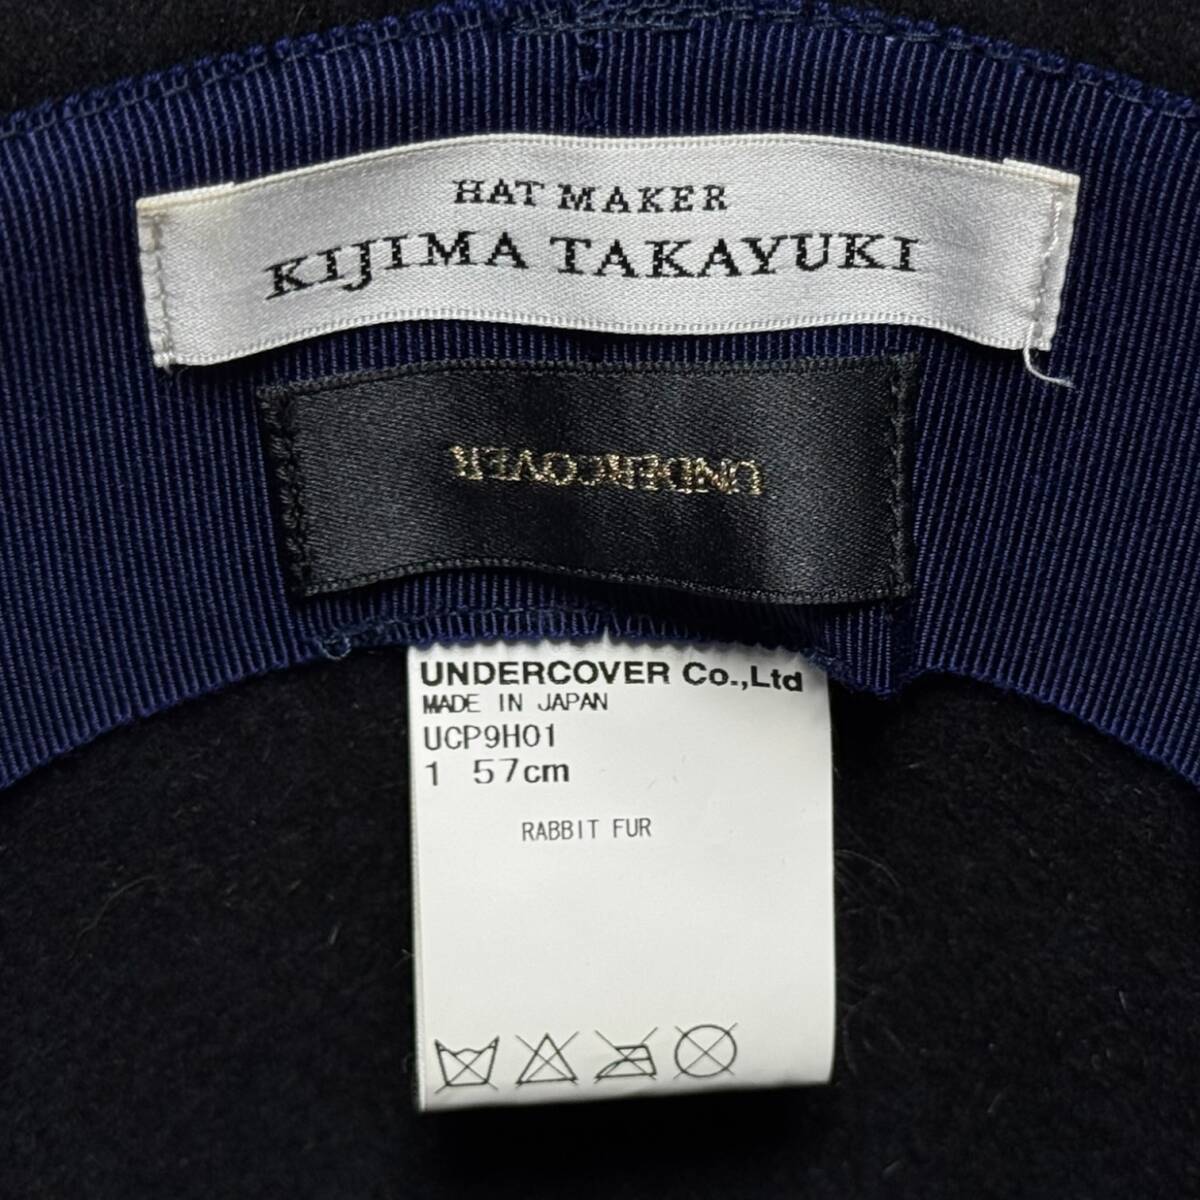 HAT MAKER
KIJIMA TAKAYUKI
UNDERCOVER
UNDERCOVER Co.,Ltd
MADE IN JAPAN
UCP9H01
1 57cm
RABBIT FUR